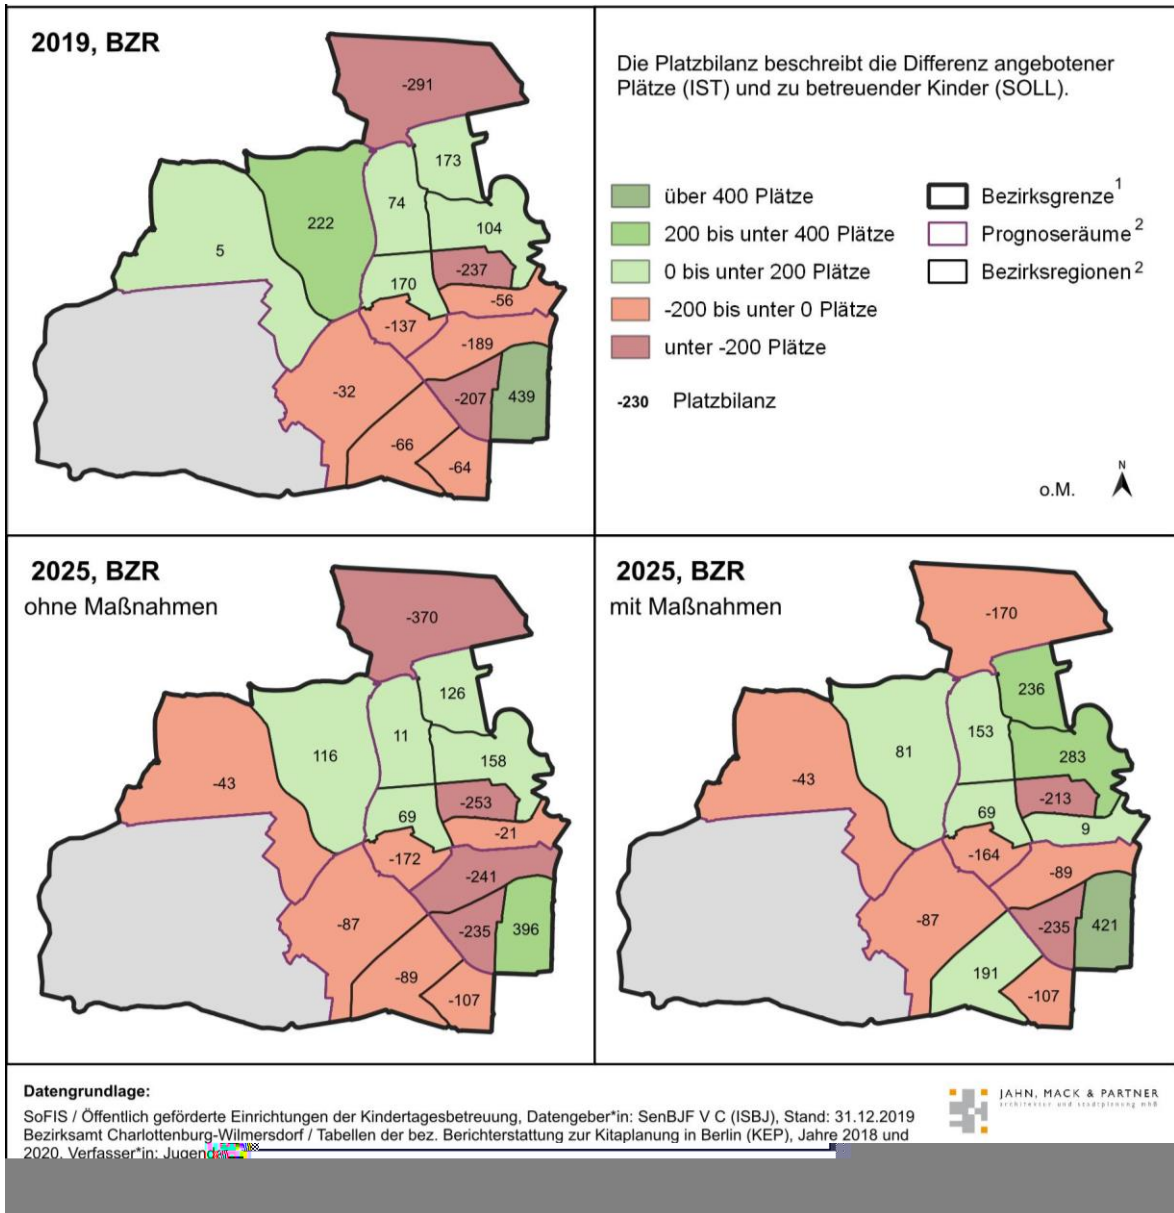 2019, BZR
-291
173
74
222
104
5
-237
170
-56
-137
-189
-32
-207
439
-66
-64
Die Platzbilanz beschreibt die Differenz angebotener
Plätze (IST) und zu betreuender Kinder (SOLL).
über 400 Plätze
200 bis unter 400 Plätze
0 bis unter 200 Plätze
-200 bis unter 0 Plätze
unter -200 Plätze
-230 Platzbilanz
Bezirksgrenze1
Prognoseräume2
Bezirksregionen2
o.M.
N
2025, BZR
ohne Maßnahmen
-370
126
11
116
158
-43
-253
69
-21
-172
-241
-87
-235
396
-89
-107
2025, BZR
mit Maßnahmen
-170
236
153
81
283
-43
-213
69
9
-164
-89
-87
-235
421
191
-107
Datengrundlage:
SoFIS / Öffentlich geförderte Einrichtungen der Kindertagesbetreuung, Datengeber*in: SenBJF V C (ISBJ), Stand: 31.12.2019
Bezirksamt Charlottenburg-Wilmersdorf / Tabellen der bez. Berichterstattung zur Kitaplanung in Berlin (KEP), Jahre 2018 und
2020, Verfasser*in:
JAHN, MACK & PARTNER
architektur und stadtplanung mbB